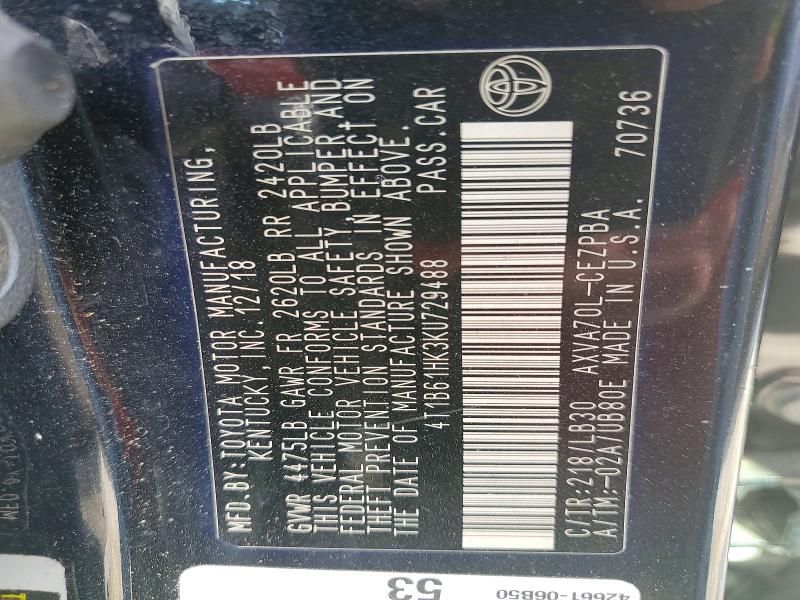 MFD.BY:TOYOTA MOTOR MANUFACTURING,
KENTUCKY, INC. 12/18
GVWR 4475LB GAWR FR 2620LB RR 2420LB
THIS VEHICLE CONFORMS TO ALL APPLICABLE
FEDERAL MOTOR VEHICLE SAFETY, BUMPER, AND
THEFT PREVENTION STANDARDS IN EFFECT ON
THE DATE OF MANUFACTURE SHOWN ABOVE.
4T1B61HK3KU729488 PASS.CAR
C/TR:218/LB30 AXVA70L-CEZPBA
A/TM:-02A/UB80E MADE IN U.S.A. 70736
53
42661-06B50